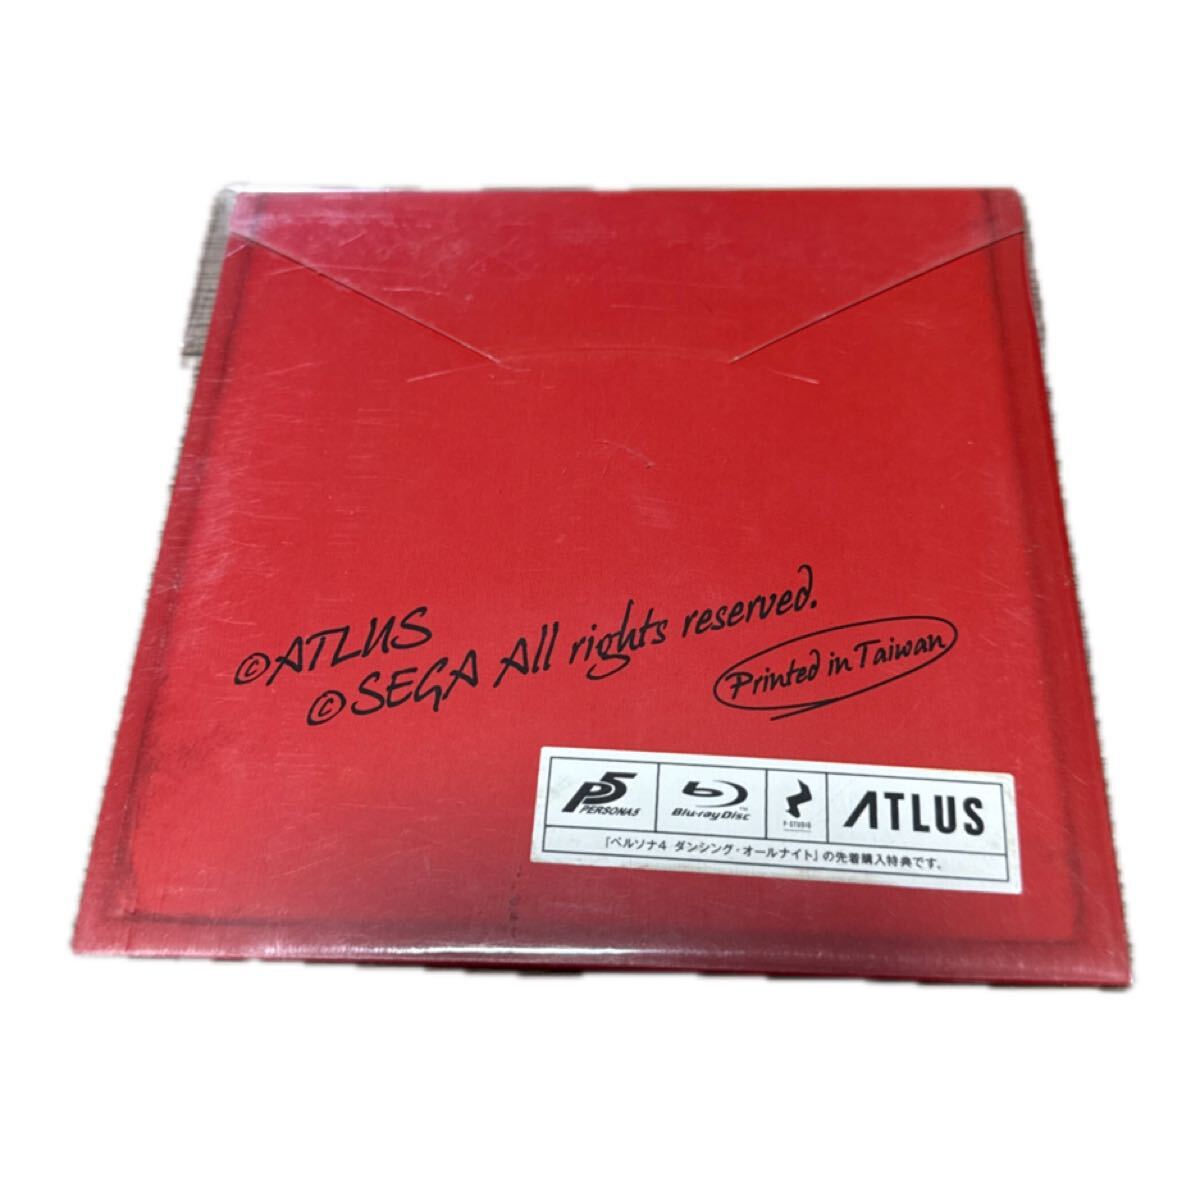 ©ATLUS
©SEGA All rights reserved.
Printed in Taiwan
P5 PERSONA5
Blu-ray Disc™
P-STUDIO
ATLUS
『ペルソナ4 ダンシング・オールナイト』の先着購入特典です。